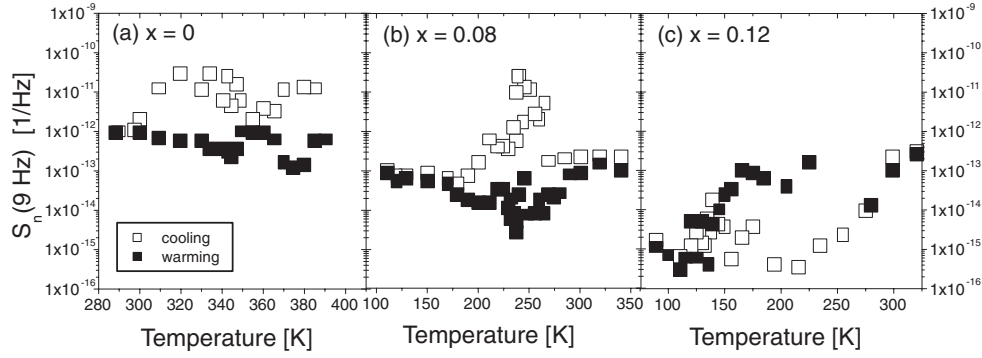 (a) x = 0
(b) x = 0.08
(c) x = 0.12
S_n(9 Hz) [1/Hz]
1x10^-9
1x10^-10
1x10^-11
1x10^-12
1x10^-13
1x10^-14
1x10^-15
1x10^-16
1x10^-9
1x10^-10
1x10^-11
1x10^-12
1x10^-13
1x10^-14
1x10^-15
1x10^-16
cooling
warming
280 300 320 340 360 380 400
100 150 200 250 300 350
100 150 200 250 300
Temperature [K]
Temperature [K]
Temperature [K]